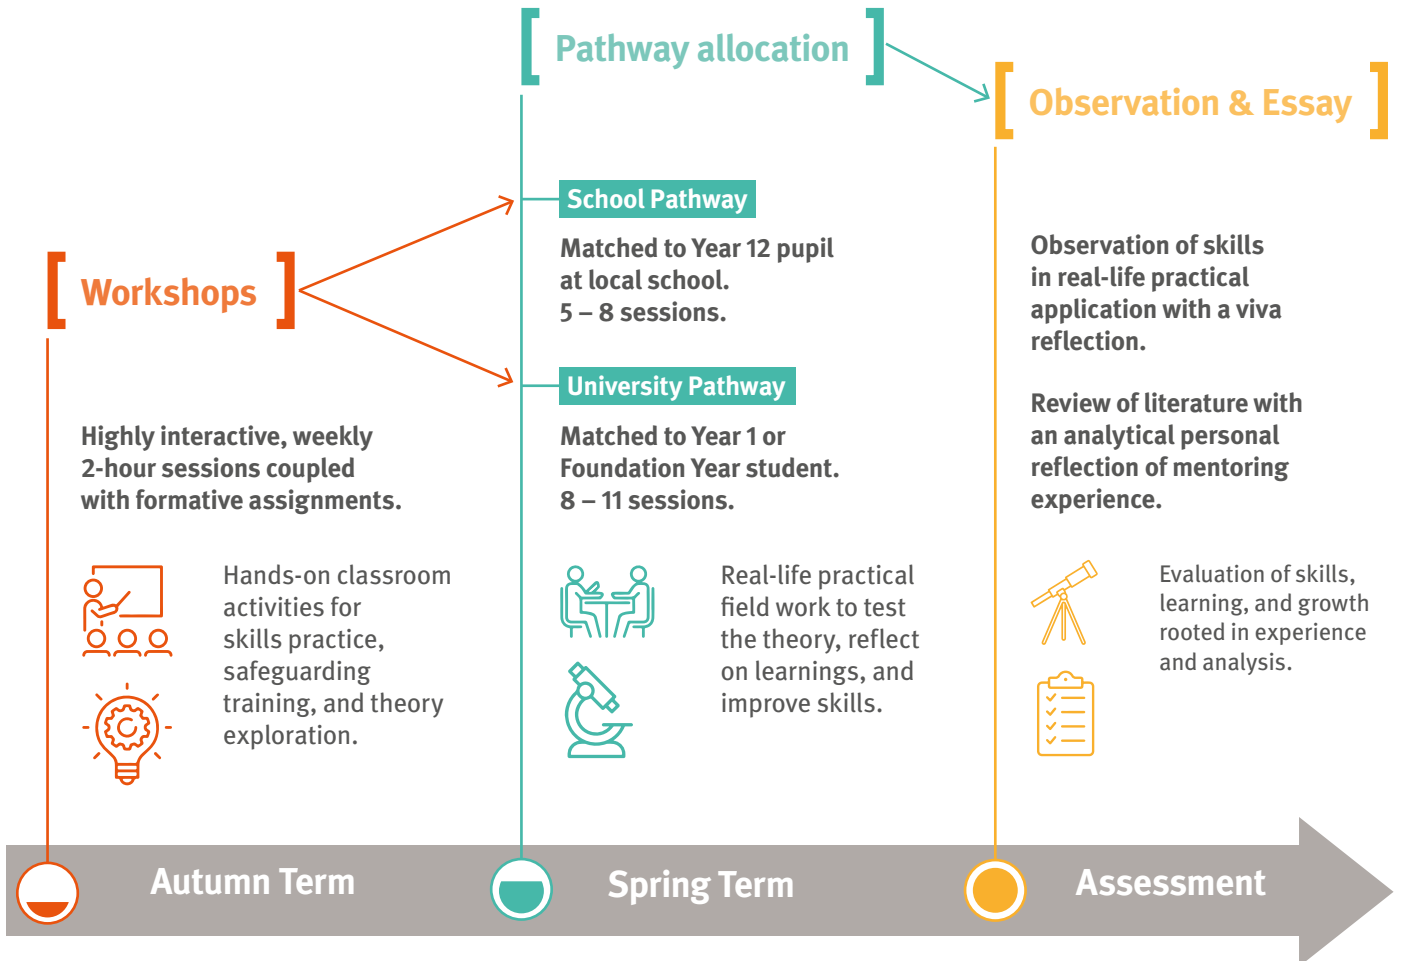 Workshops
Highly interactive, weekly
2-hour sessions coupled
with formative assignments.
Hands-on classroom
activities for
skills practice,
safeguarding
training, and theory
exploration.
Autumn Term
Pathway allocation
School Pathway
Matched to Year 12 pupil
at local school.
5 – 8 sessions.
University Pathway
Matched to Year 1 or
Foundation Year student.
8 – 11 sessions.
Real-life practical
field work to test
the theory, reflect
on learnings, and
improve skills.
Spring Term
Observation & Essay
Observation of skills
in real-life practical
application with a viva
reflection.
Review of literature with
an analytical personal
reflection of mentoring
experience.
Evaluation of skills,
learning, and growth
rooted in experience
and analysis.
Assessment